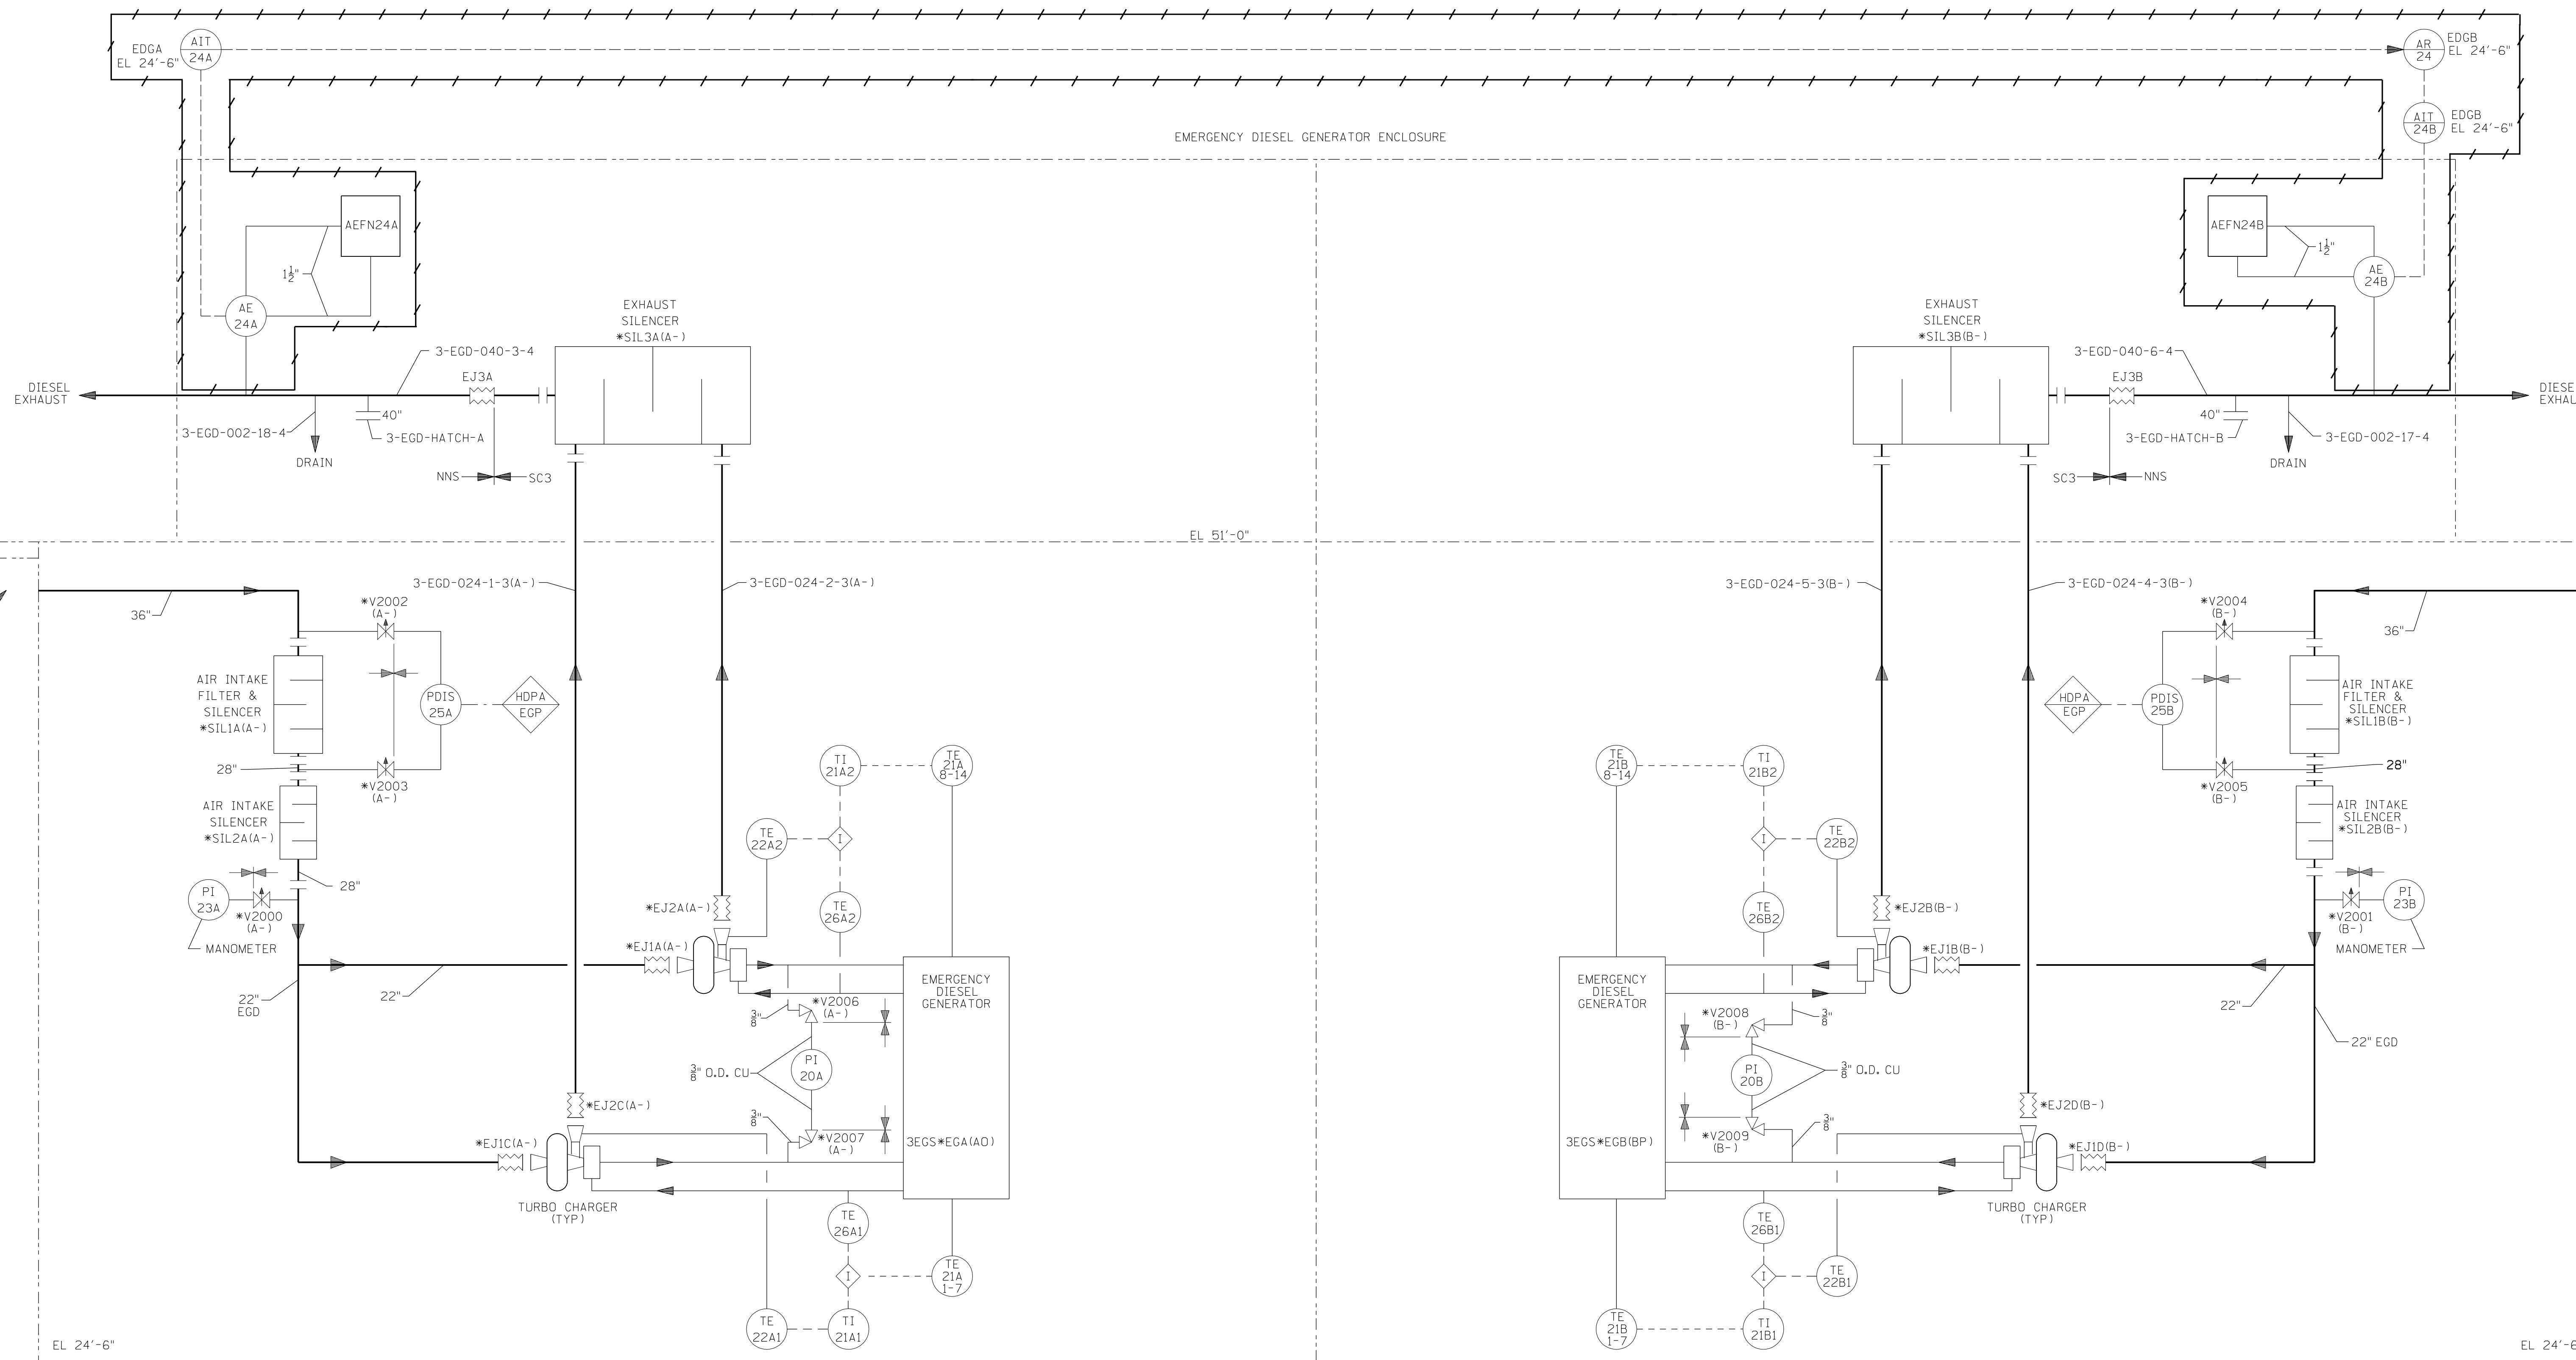 EDGA
EL 24'-6"
AIT
24A
AR
24
EDGB
EL 24'-6"
AIT
24B
EDGB
EL 24'-6"
EMERGENCY DIESEL GENERATOR ENCLOSURE
AEFN24A
1 1/2"
AE
24A
AEFN24B
1 1/2"
AE
24B
EXHAUST
SILENCER
*SIL3A(A-)
3-EGD-040-3-4
EJ3A
DIESEL
EXHAUST
40"
3-EGD-002-18-4
3-EGD-HATCH-A
DRAIN
NNS
SC3
EXHAUST
SILENCER
*SIL3B(B-)
3-EGD-040-6-4
EJ3B
40"
3-EGD-HATCH-B
3-EGD-002-17-4
DRAIN
SC3
NNS
DIESE
EXHAU
EL 51'-0"
3-EGD-024-1-3(A-)
3-EGD-024-2-3(A-)
36"
*V2002
(A-)
AIR INTAKE
FILTER &
SILENCER
*SIL1A(A-)
PDIS
25A
HDPA
EGP
28"
*V2003
(A-)
AIR INTAKE
SILENCER
*SIL2A(A-)
28"
PI
23A
*V2000
(A-)
MANOMETER
22"
EGD
22"
TI
21A2
TE
21A
8-14
TE
22A2
I
TE
26A2
*EJ2A(A-)
*EJ1A(A-)
EMERGENCY
DIESEL
GENERATOR
3/8"
*V2006
(A-)
3/8" O.D. CU
PI
20A
*EJ2C(A-)
3/8"
*V2007
(A-)
3EGS*EGA(AO)
*EJ1C(A-)
TURBO CHARGER
(TYP)
TE
26A1
I
TE
21A
1-7
TE
22A1
TI
21A1
EL 24'-6"
3-EGD-024-5-3(B-)
3-EGD-024-4-3(B-)
*V2004
(B-)
36"
HDPA
EGP
PDIS
25B
AIR INTAKE
FILTER &
SILENCER
*SIL1B(B-)
28"
*V2005
(B-)
AIR INTAKE
SILENCER
*SIL2B(B-)
PI
23B
*V2001
(B-)
MANOMETER
TE
21B
8-14
TI
21B2
I
TE
22B2
TE
26B2
*EJ2B(B-)
*EJ1B(B-)
EMERGENCY
DIESEL
GENERATOR
*V2008
(B-)
3/8"
22"
22" EGD
PI
20B
3/8" O.D. CU
*EJ2D(B-)
*V2009
(B-)
3/8"
3EGS*EGB(BP)
*EJ1D(B-)
TURBO CHARGER
(TYP)
TE
26B1
I
TE
22B1
TE
21B
1-7
TI
21B1
EL 24'-6